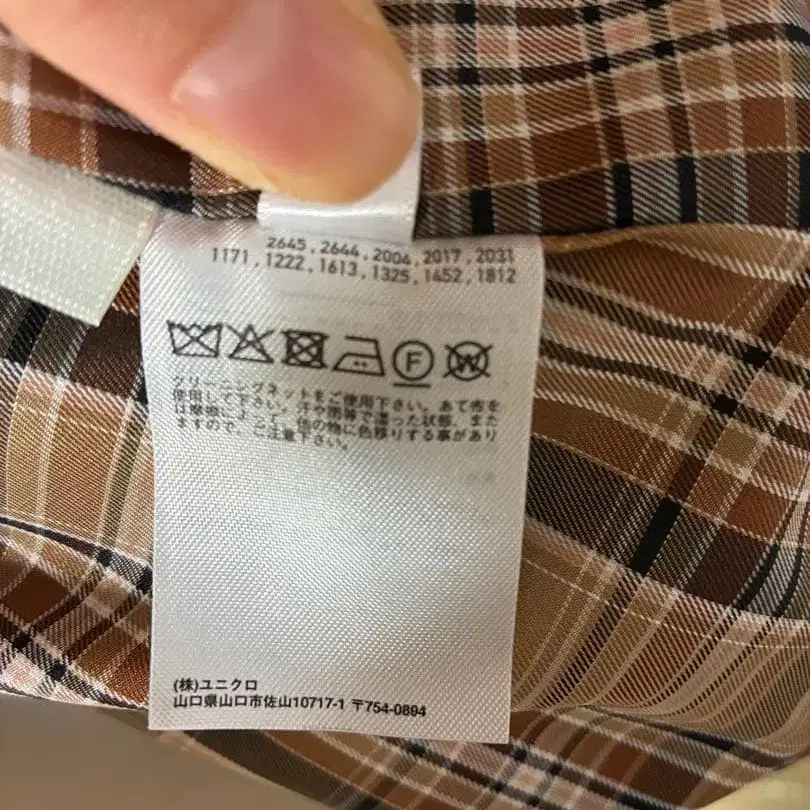 2645 , 2644 , 2004 , 2017 , 2031
1171 , 1222 , 1613 , 1325 , 1452 , 1812
F W
クリーニングネットをご使用下さい。あて布を
使用して下さい。汗や雨等で湿った状態、また
は摩擦によって、他の物に色移りする事があり
ますので、ご注意下さい。
(株)ユニクロ
山口県山口市佐山10717-1 〒754-0894